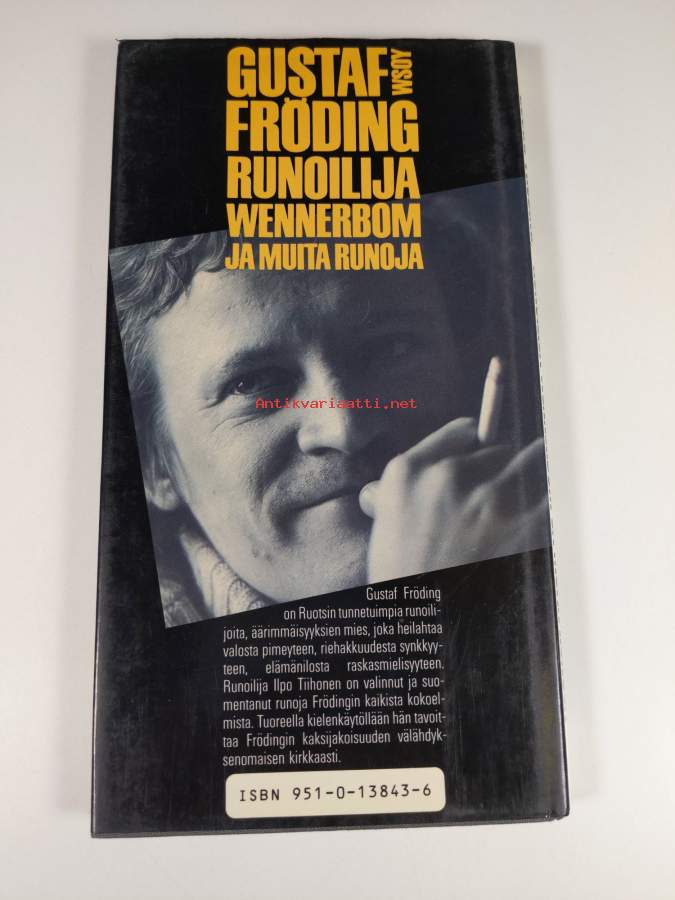 GUSTAF
WSOY
FRÖDING
RUNOILIJA
WENNERBOM
JA MUITA RUNOJA
Antikvariaatti.net
Gustaf Fröding
on Ruotsin tunnetuimpia runoili-
joita, äärimmäisyyksien mies, joka heilahtaa
valosta pimeyteen, riehakkuudesta synkkyy-
teen, elämänilosta raskasmielisyyteen.
Runoilija Ilpo Tiihonen on valinnut ja suo-
mentanut runoja Frödingin kaikista kokoel-
mista. Tuoreella kielenkäytöllään hän tavoit-
taa Frödingin kaksijakoisuuden välähdyk-
senomaisen kirkkaasti.
ISBN 951-0-13843-6